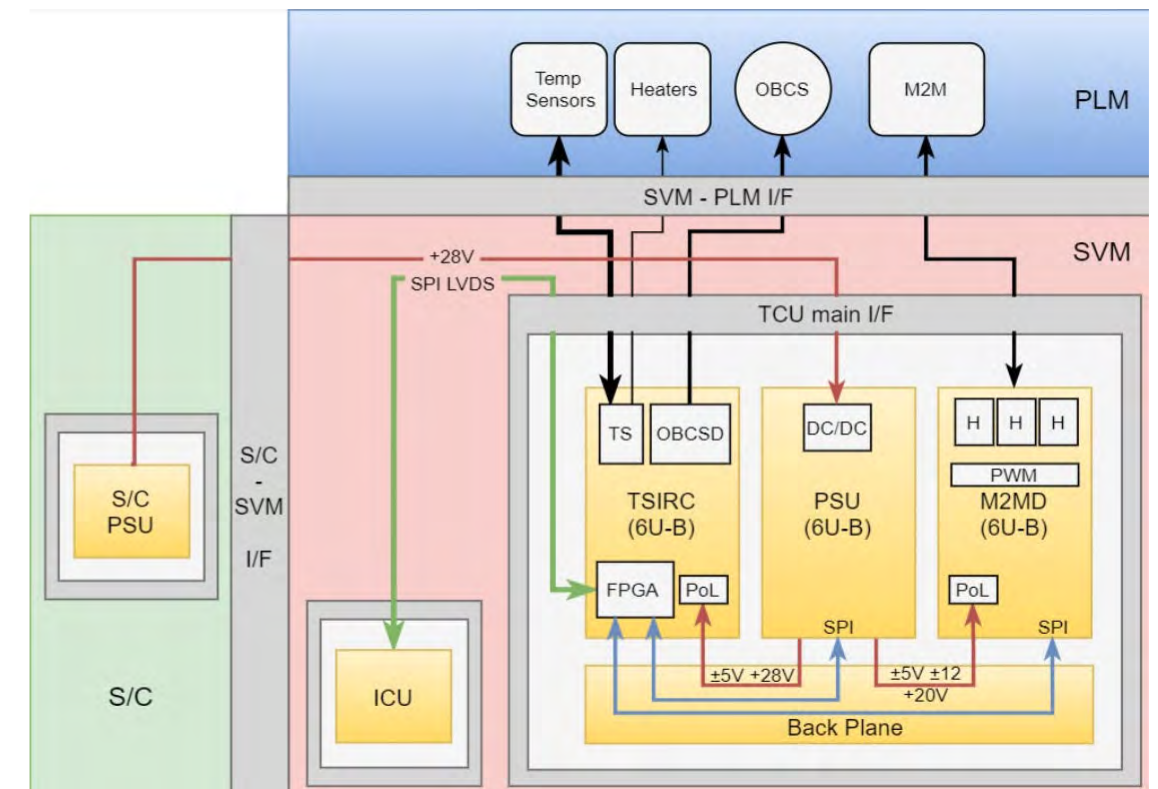 Temp
Sensors
Heaters
OBCS
M2M
PLM
SVM - PLM I/F
SVM
+28V
SPI LVDS
TCU main I/F
TS
OBCSD
DC/DC
H
H
H
PWM
TSIRC
(6U-B)
PSU
(6U-B)
M2MD
(6U-B)
S/C
PSU
S/C
-
SVM
I/F
FPGA
PoL
PoL
SPI
SPI
±5V +28V
±5V ±12
+20V
Back Plane
ICU
S/C